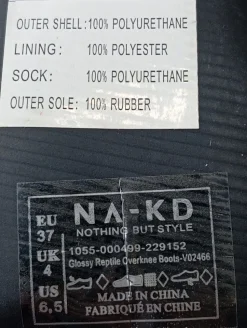 OUTER SHELL: 100% POLYURETHANE
LINING: 100% POLYESTER
SOCK: 100% POLYURETHANE
OUTER SOLE: 100% RUBBER
EU
37
UK
4
US
6,5
NA-KD
NOTHING BUT STYLE
1055-000499-229152
Glossy Reptile Overknee Boots-V02466
MADE IN CHINA
FABRIQUÉ EN CHINE